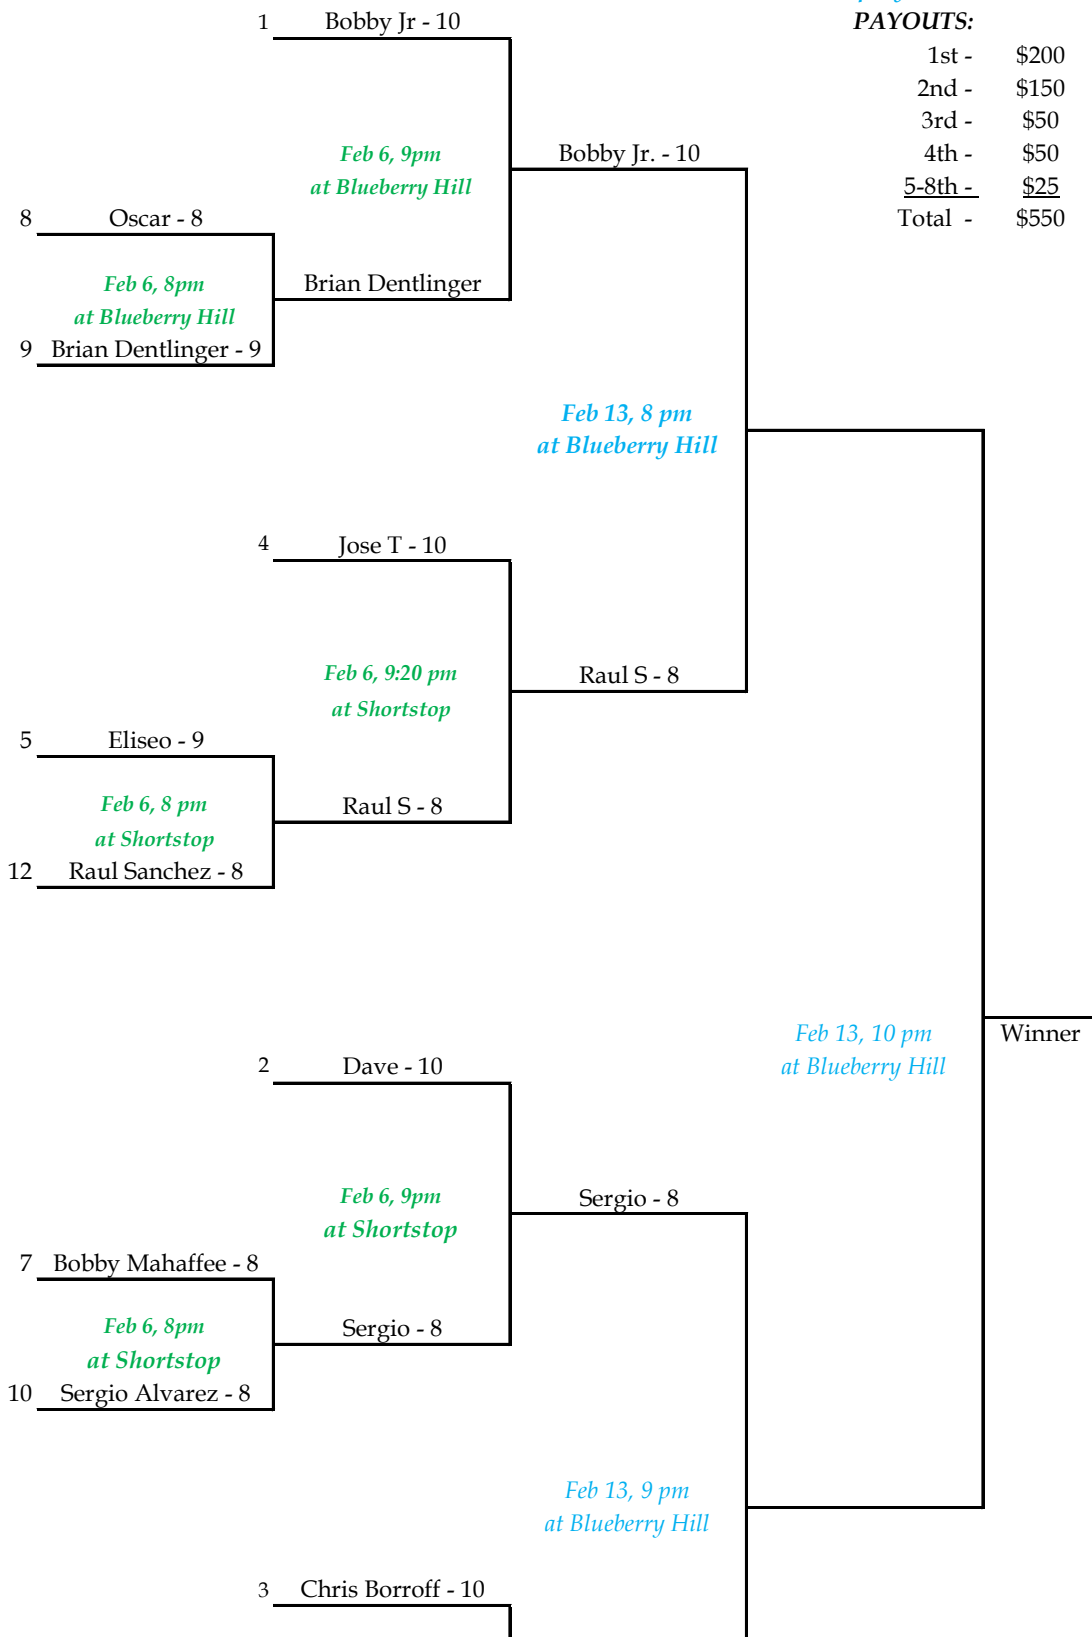 1 Bobby Jr - 10
PAYOUTS:
1st - $200
2nd - $150
3rd - $50
4th - $50
5-8th - $25
Total - $550
Feb 6, 9pm
at Blueberry Hill
Bobby Jr. - 10
8 Oscar - 8
Feb 6, 8pm
at Blueberry Hill
Brian Dentlinger
9 Brian Dentlinger - 9
Feb 13, 8 pm
at Blueberry Hill
4 Jose T - 10
Feb 6, 9:20 pm
at Shortstop
Raul S - 8
5 Eliseo - 9
Feb 6, 8 pm
at Shortstop
Raul S - 8
12 Raul Sanchez - 8
Feb 13, 10 pm
at Blueberry Hill
Winner
2 Dave - 10
Feb 6, 9pm
at Shortstop
Sergio - 8
7 Bobby Mahaffee - 8
Feb 6, 8pm
at Shortstop
Sergio - 8
10 Sergio Alvarez - 8
Feb 13, 9 pm
at Blueberry Hill
3 Chris Borroff - 10